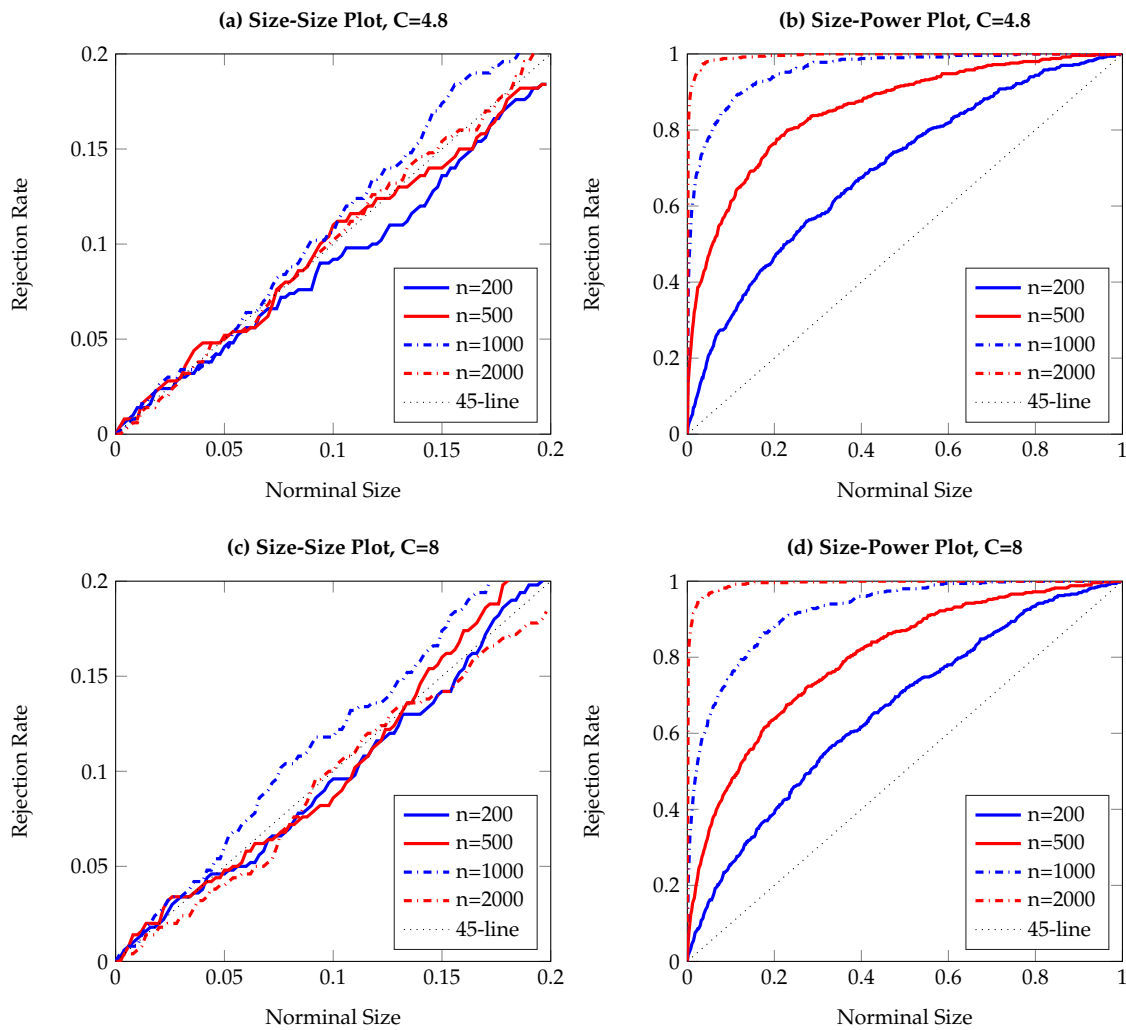 (a) Size-Size Plot, C=4.8
0.2
0.15
0.1
0.05
0
Rejection Rate
n=200
n=500
n=1000
n=2000
45-line
0
0.05
0.1
0.15
0.2
Norminal Size
(b) Size-Power Plot, C=4.8
1
0.8
0.6
0.4
0.2
0
Rejection Rate
n=200
n=500
n=1000
n=2000
45-line
0
0.2
0.4
0.6
0.8
1
Norminal Size
(c) Size-Size Plot, C=8
0.2
0.15
0.1
0.05
0
Rejection Rate
n=200
n=500
n=1000
n=2000
45-line
0
0.05
0.1
0.15
0.2
Norminal Size
(d) Size-Power Plot, C=8
1
0.8
0.6
0.4
0.2
0
Rejection Rate
n=200
n=500
n=1000
n=2000
45-line
0
0.2
0.4
0.6
0.8
1
Norminal Size